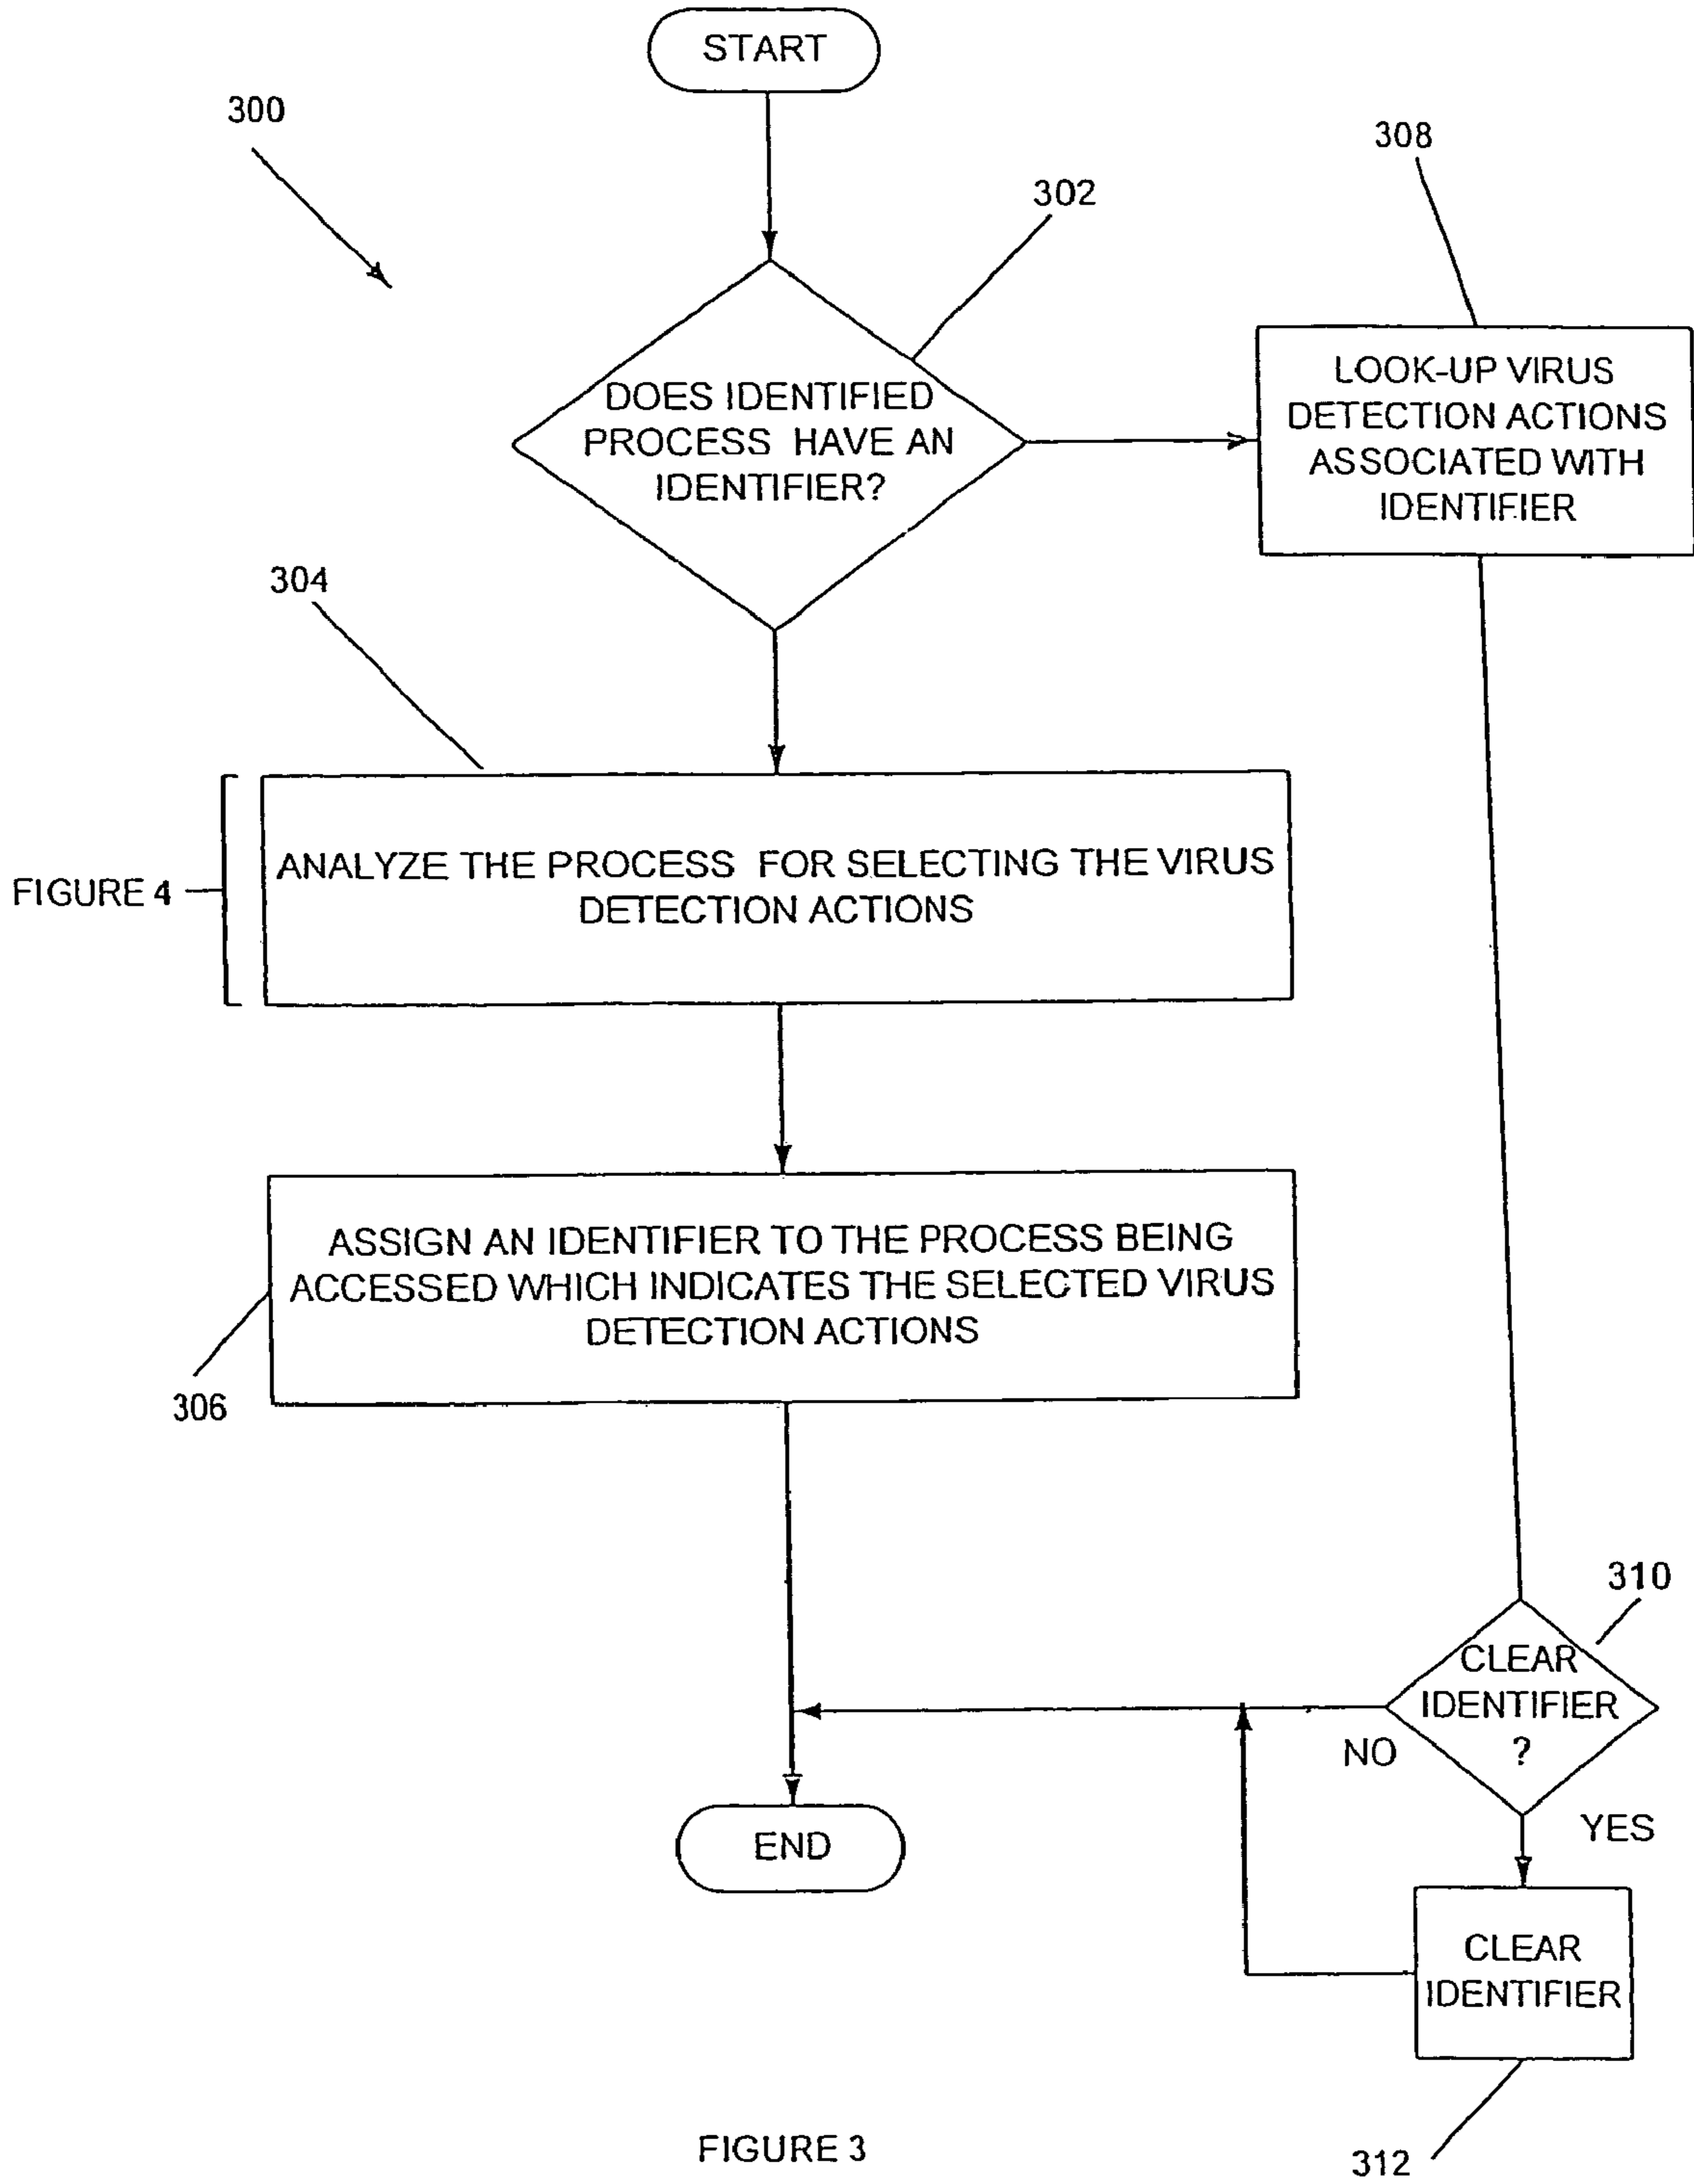 START
300
302
308
DOES IDENTIFIED
PROCESS HAVE AN
IDENTIFIER?
LOOK-UP VIRUS
DETECTION ACTIONS
ASSOCIATED WITH
IDENTIFIER
304
FIGURE 4
ANALYZE THE PROCESS FOR SELECTING THE VIRUS
DETECTION ACTIONS
ASSIGN AN IDENTIFIER TO THE PROCESS BEING
ACCESSED WHICH INDICATES THE SELECTED VIRUS
DETECTION ACTIONS
306
310
CLEAR
IDENTIFIER
?
NO
YES
END
CLEAR
IDENTIFIER
312
FIGURE 3